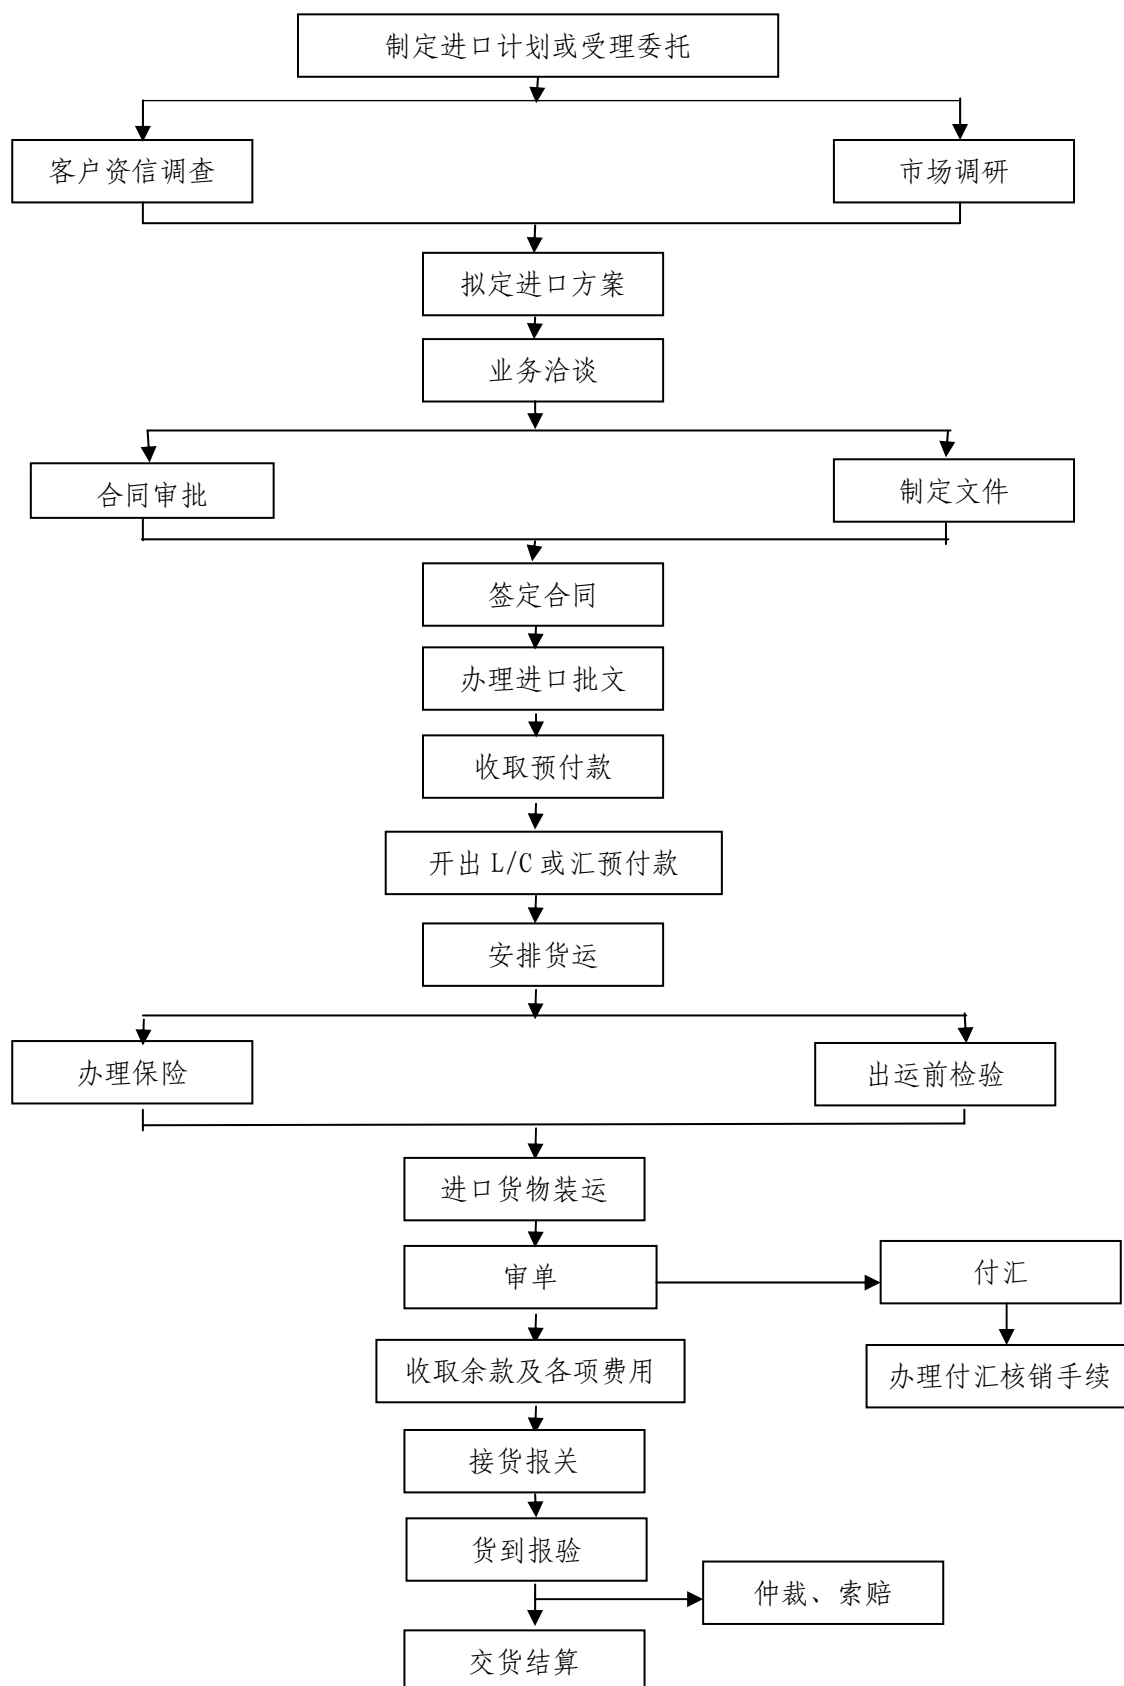 制定进口计划或受理委托
客户资信调查
市场调研
拟定进口方案
业务洽谈
合同审批
制定文件
签定合同
办理进口批文
收取预付款
开出 L/C 或汇预付款
安排货运
办理保险
出运前检验
进口货物装运
审单
付汇
收取余款及各项费用
办理付汇核销手续
接货报关
货到报验
仲裁、索赔
交货结算